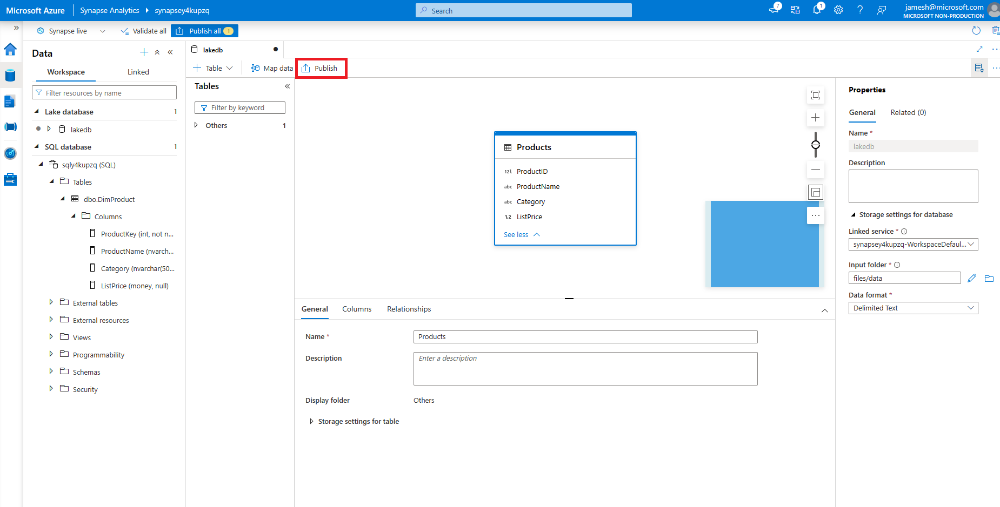 Microsoft Azure
Synapse Analytics
synapsey4kupzq
Search
7
1
jamesh@microsoft.com
MICROSOFT NON-PRODUCTION
Synapse live
Validate all
Publish all 1
Data
Workspace
Linked
Filter resources by name
Lake database 1
lakedb
SQL database 1
sqly4kupzq (SQL)
Tables
dbo.DimProduct
Columns
ProductKey (int, not n...
ProductName (nvarch...
Category (nvarchar(50...
ListPrice (money, null)
External tables
External resources
Views
Programmability
Schemas
Security
lakedb
Table
Map data
Publish
Tables
Filter by keyword
Others 1
Products
12l ProductID
abc ProductName
abc Category
1.2 ListPrice
See less
General
Columns
Relationships
Name *
Products
Description
Enter a description
Display folder
Others
Storage settings for table
Properties
General
Related (0)
Name *
lakedb
Description
Storage settings for database
Linked service *
synapsey4kupzq-WorkspaceDefaul...
Input folder *
files/data
Data format *
Delimited Text